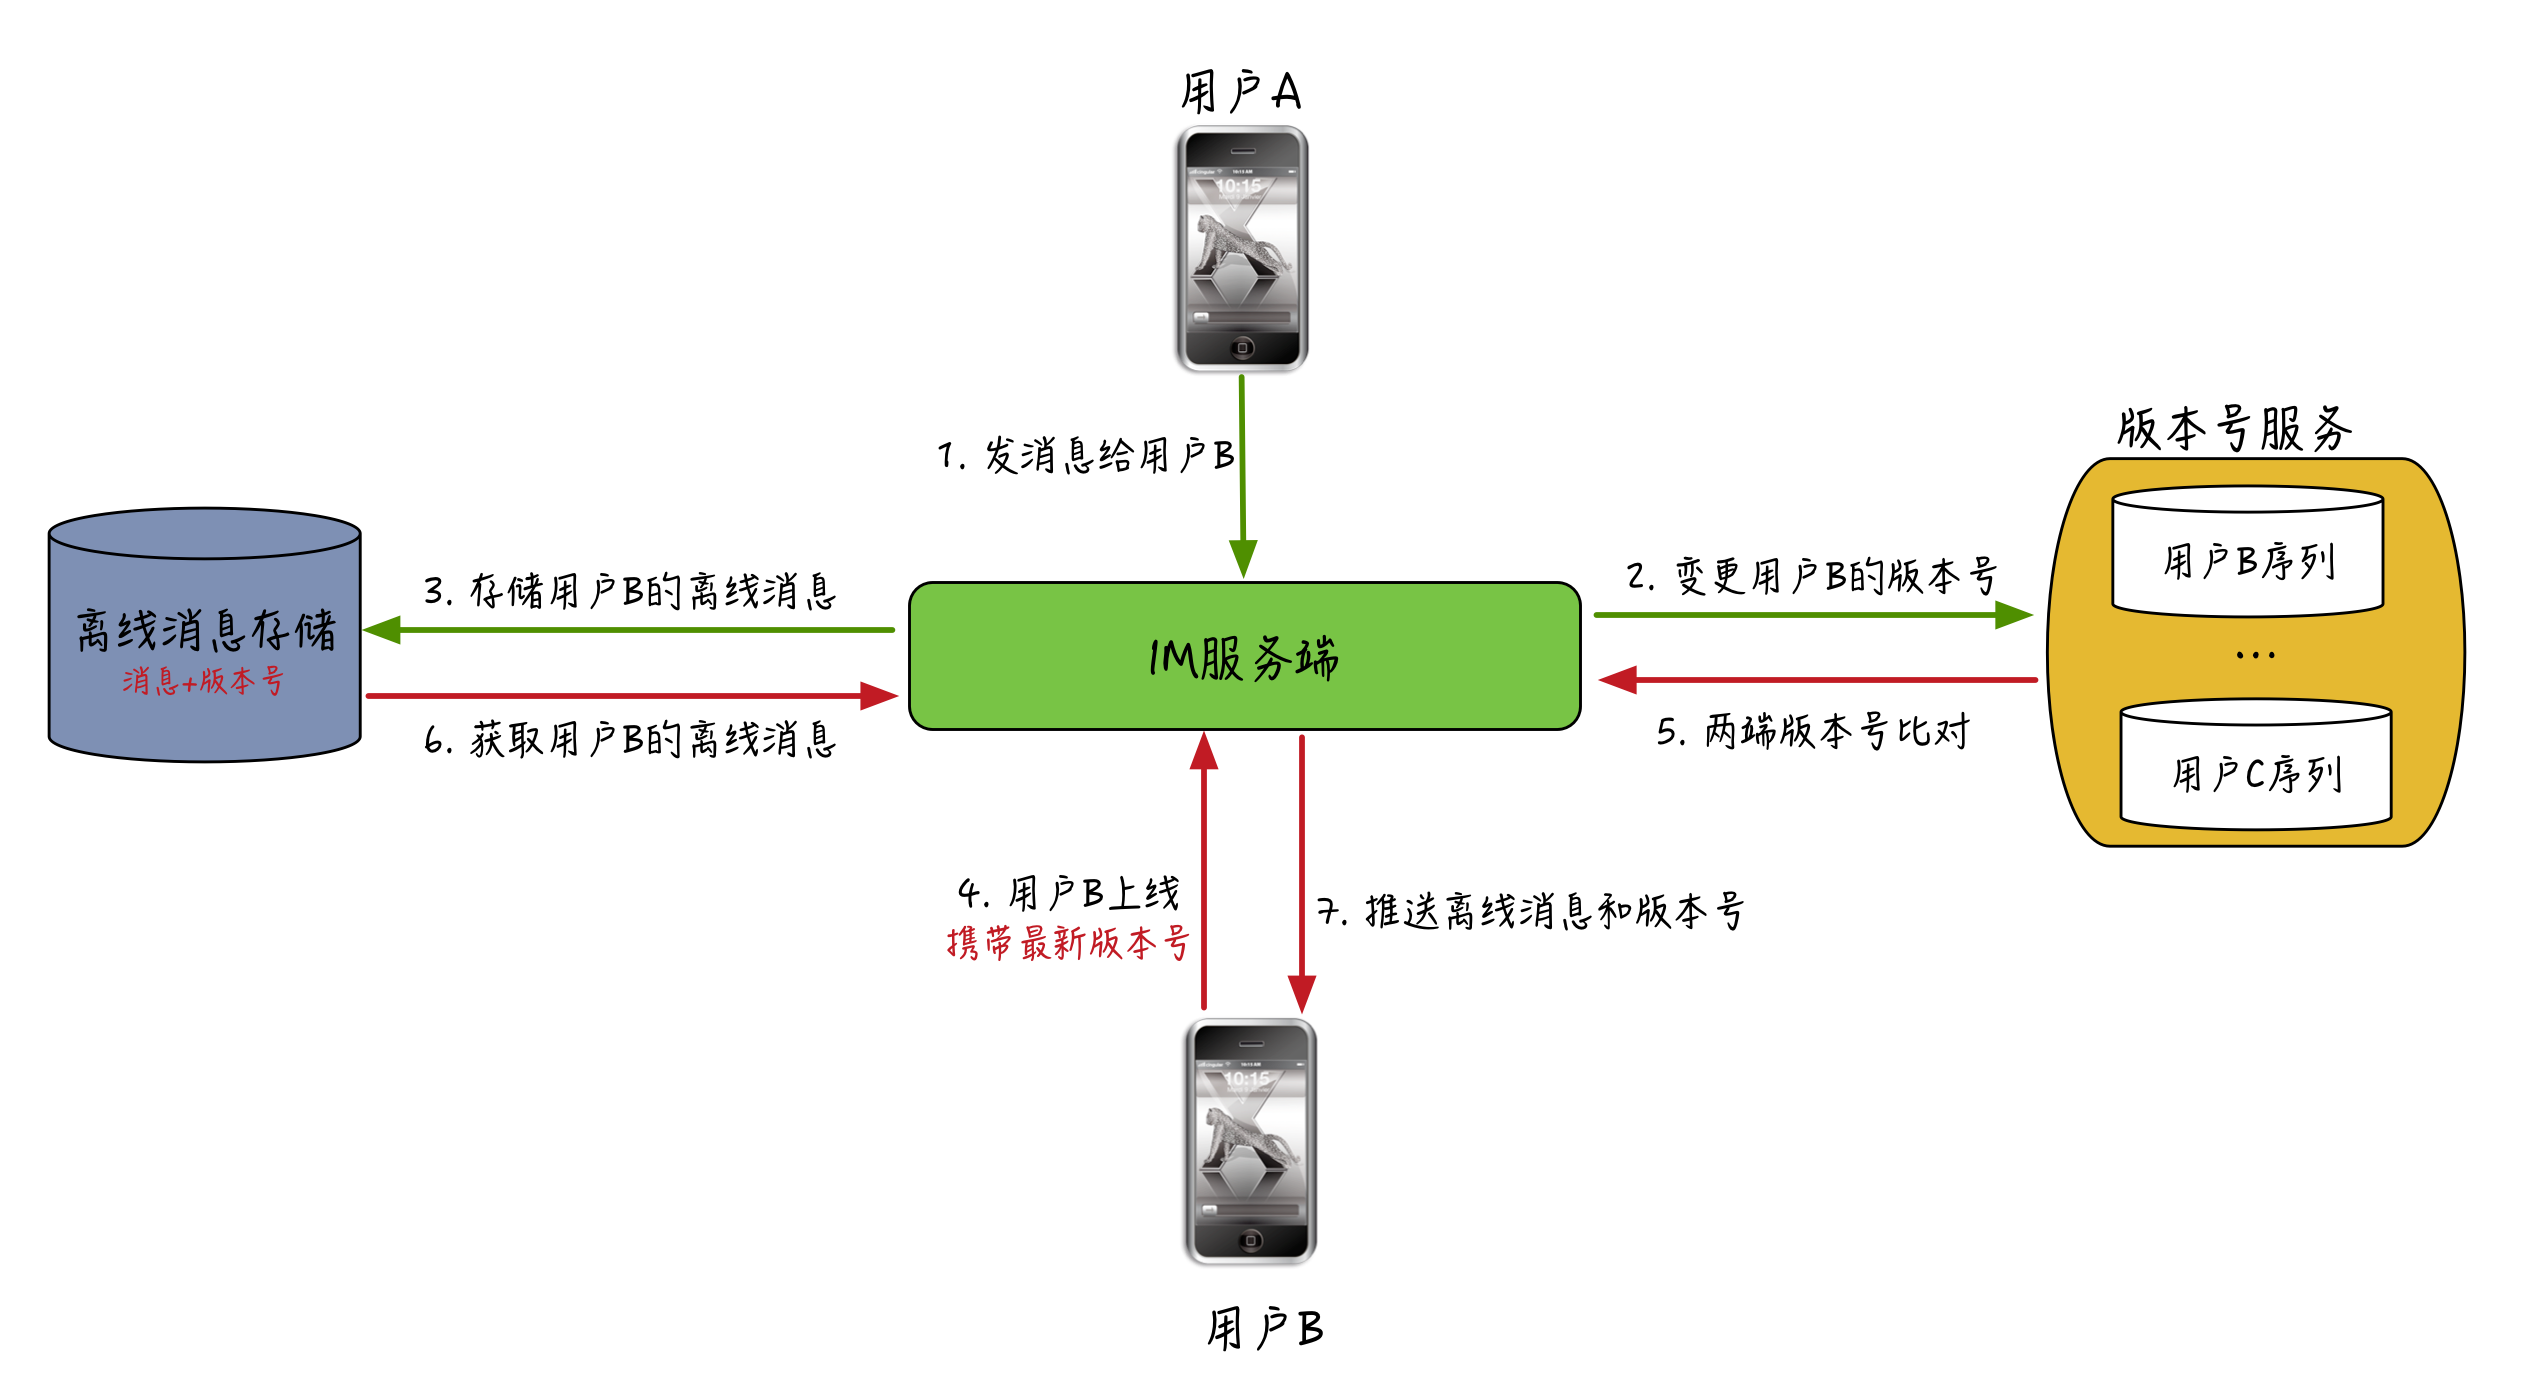 用户A
10:15
1. 发消息给用户B
版本号服务
用户B序列
...
用户C序列
2. 变更用户B的版本号
5. 两端版本号比对
3. 存储用户B的离线消息
离线消息存储
消息+版本号
6. 获取用户B的离线消息
IM服务端
4. 用户B上线
携带最新版本号
7. 推送离线消息和版本号
10:15
用户B